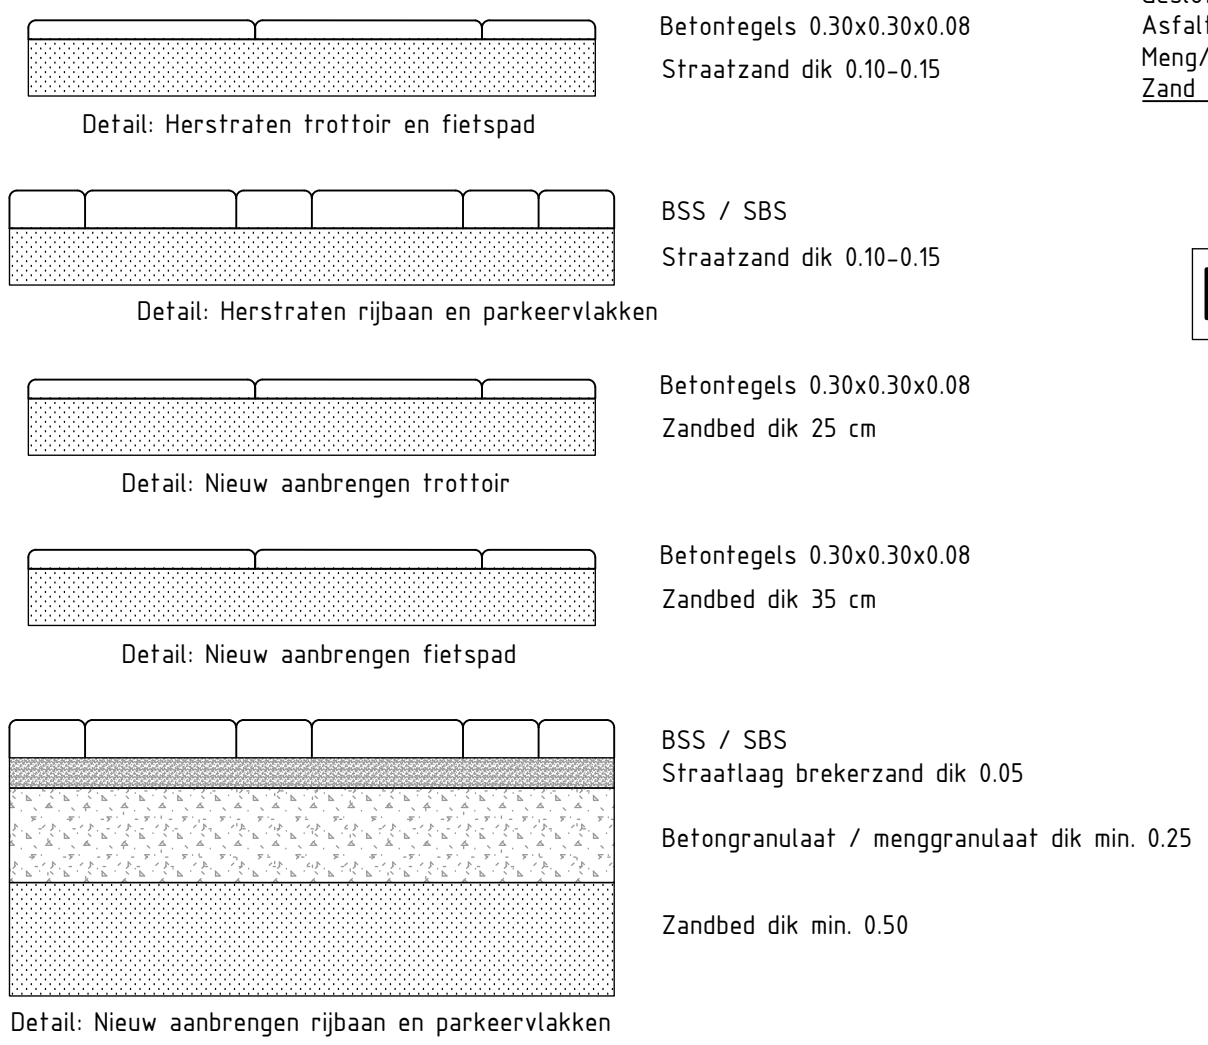 Betontegels 0.30x0.30x0.08
Straatzand dik 0.10-0.15
Detail: Herstraten trottoir en fietspad
BSS / SBS
Straatzand dik 0.10-0.15
Detail: Herstraten rijbaan en parkeervlakken
Betontegels 0.30x0.30x0.08
Zandbed dik 25 cm
Detail: Nieuw aanbrengen trottoir
Betontegels 0.30x0.30x0.08
Zandbed dik 35 cm
Detail: Nieuw aanbrengen fietspad
BSS / SBS
Straatlaag brekerzand dik 0.05
Betongranulaat / menggranulaat dik min. 0.25
Zandbed dik min. 0.50
Detail: Nieuw aanbrengen rijbaan en parkeervlakken
Meng/
Zand